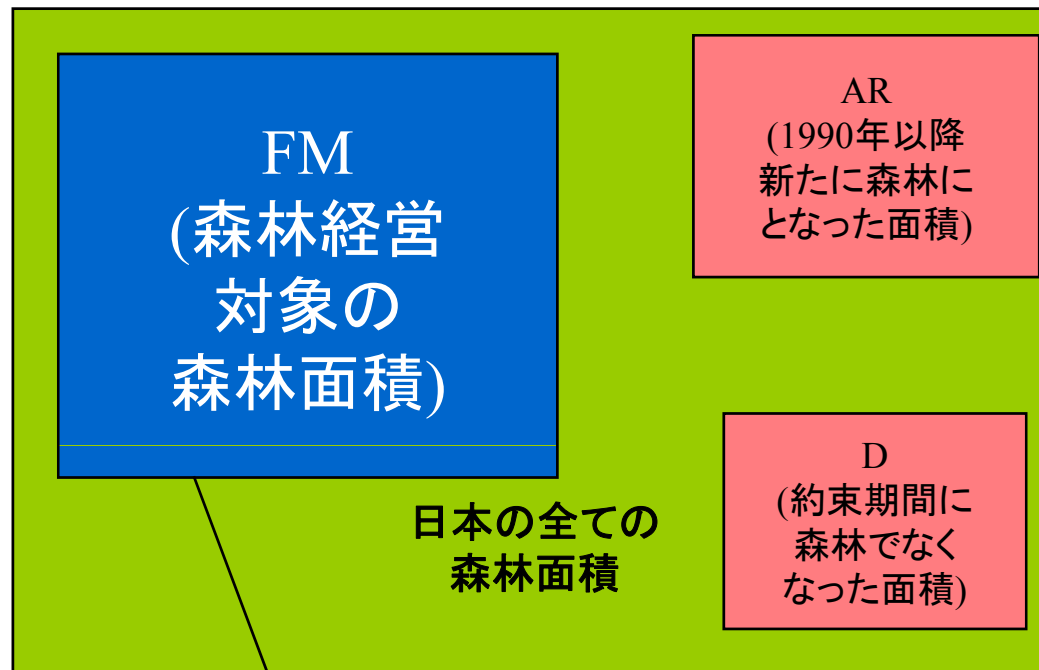 FM
(森林経営
対象の
森林面積)
AR
(1990年以降
新たに森林に
となった面積)
日本の全ての
森林面積
D
(約束期間に
森林でなく
なった面積)